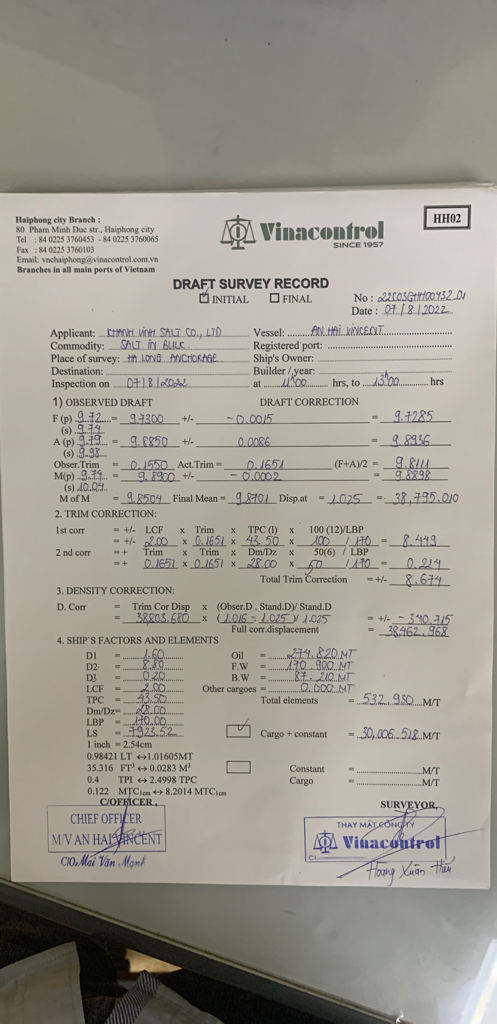 Haiphong city Branch :
80 Pham Minh Duc str., Haiphong city
Tel : 84 0225 3760453 - 84 0225 3760065
Fax : 84 0225 3760103
Email: vnchaiphong@vinacontrol.com.vn
Branches in all main ports of Vietnam
Vinacontrol
SINCE 1957
HH02
DRAFT SURVEY RECORD
INITIAL FINAL
No : 22C03GHH00432_01
Date : 07 / 8 / 2022
Applicant: KHANH VINH SALT CO., LTD Vessel: AN HAI VINCENT
Commodity: SALT IN BULK. Registered port:
Place of survey: HA LONG ANCHORAGE Ship's Owner:
Destination: Builder / year:
Inspection on 07/8/2022 at 11h00 hrs, to 13h00 hrs
1) OBSERVED DRAFT DRAFT CORRECTION
F (p) 9.72 = 9.7300 +/- - 0.0015 = 9.7285
(s) 9.74
A (p) 9.79 = 9.8850 +/- 0.0086 = 9.8936
(s) 9.98
Obser.Trim = 0.1550 Act.Trim = 0.1651 (F+A)/2 = 9.8111
M(p) 9.74 = 9.8900 +/- - 0.0002 = 9.8898
(s) 10.04
M of M = 9.8504 Final Mean = 9.8701 Disp.at = 1.025 = 38,795.010
2. TRIM CORRECTION:
1st corr = +/- LCF x Trim x TPC (I) x 100 (12)/LBP
= +/- 2.00 x 0.1651 x 43.50 x 100 / 170 = 8.449
2 nd corr = + Trim x Trim x Dm/Dz x 50(6) / LBP
= + 0.1651 x 0.1651 x 28.00 x 50 / 170 = 0.224
Total Trim Correction = +/- 8.674
3. DENSITY CORRECTION:
D. Corr = Trim Cor Disp x (Obser.D . Stand.D)/ Stand.D
= 38803.680 x (1.016 - 1.025)/ 1.025 = +/- - 340.715
Full corr.displacement = 38,462.968
4. SHIP'S FACTORS AND ELEMENTS
D1 = 1.60 Oil = 274.820 MT
D2 = 8.80 F.W = 170.900 MT
D3 = 0.20 B.W = 87.210 MT
LCF = 2.00 Other cargoes = 0.000 MT
TPC = 43.50 Total elements = 532.930 M/T
Dm/Dz= 28.00
LBP = 170.00
LS = 7923.52 Cargo + constant = 30,006.518 M/T
1 inch = 2.54cm
0.98421 LT ↔ 1.01605MT
35.316 FT³ ↔ 0.0283 M³ Constant = M/T
0.4 TPI ↔ 2.4998 TPC Cargo = M/T
0.122 MTC1cm ↔ 8.2014 MTC1cm
C/OFFICER, SURVEYOR,
CHIEF OFFICER
M/V AN HAI VINCENT
C/O. Mai Văn Mạnh
THAY MẶT CÔNG TY
Vinacontrol
Hoàng Xuân